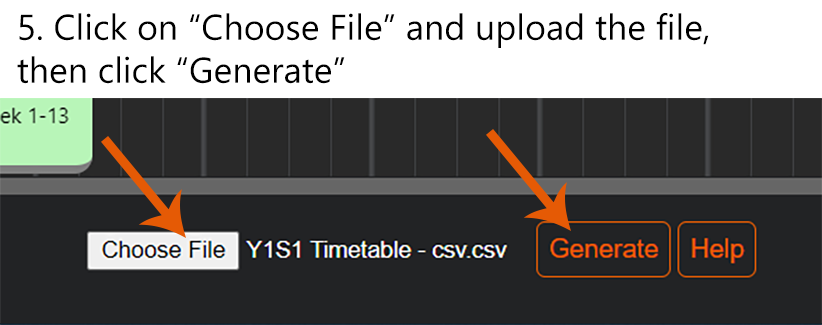 5. Click on “Choose File” and upload the file,
then click “Generate”
ek 1-13
Choose File Y1S1 Timetable - csv.csv Generate Help